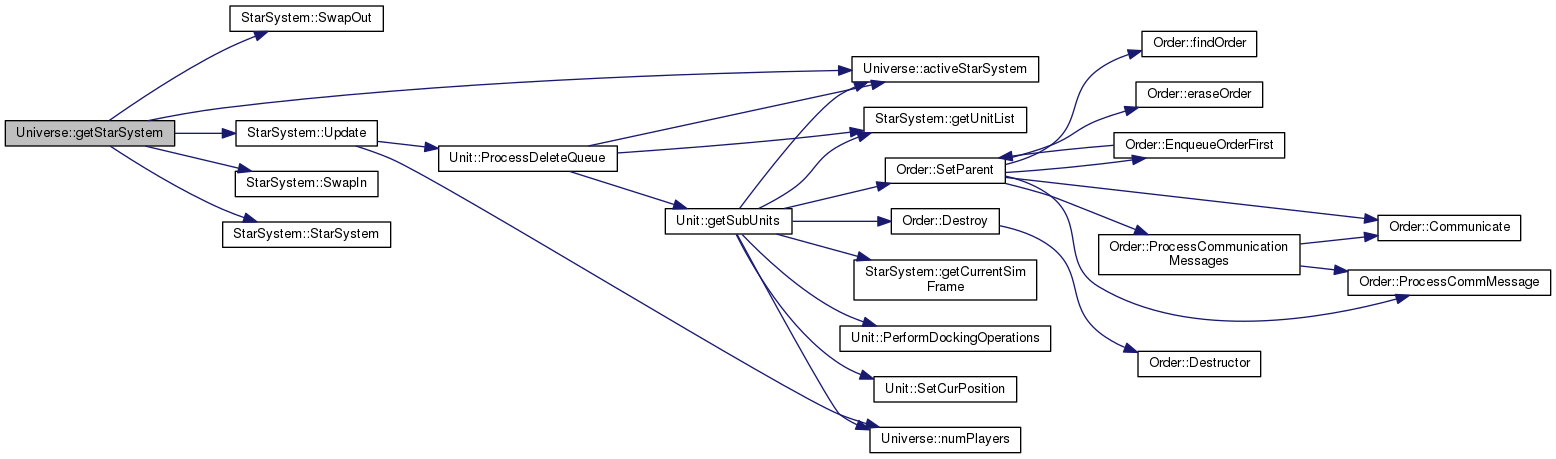 StarSystem::SwapOut
Order::findOrder
Universe::activeStarSystem
Order::eraseOrder
StarSystem::getUnitList
Universe::getStarSystem
StarSystem::Update
Order::EnqueueOrderFirst
Unit::ProcessDeleteQueue
Order::SetParent
StarSystem::SwapIn
Unit::getSubUnits
Order::Destroy
Order::Communicate
StarSystem::StarSystem
Order::ProcessCommunication
Messages
StarSystem::getCurrentSim
Frame
Order::ProcessCommMessage
Unit::PerformDockingOperations
Order::Destructor
Unit::SetCurPosition
Universe::numPlayers